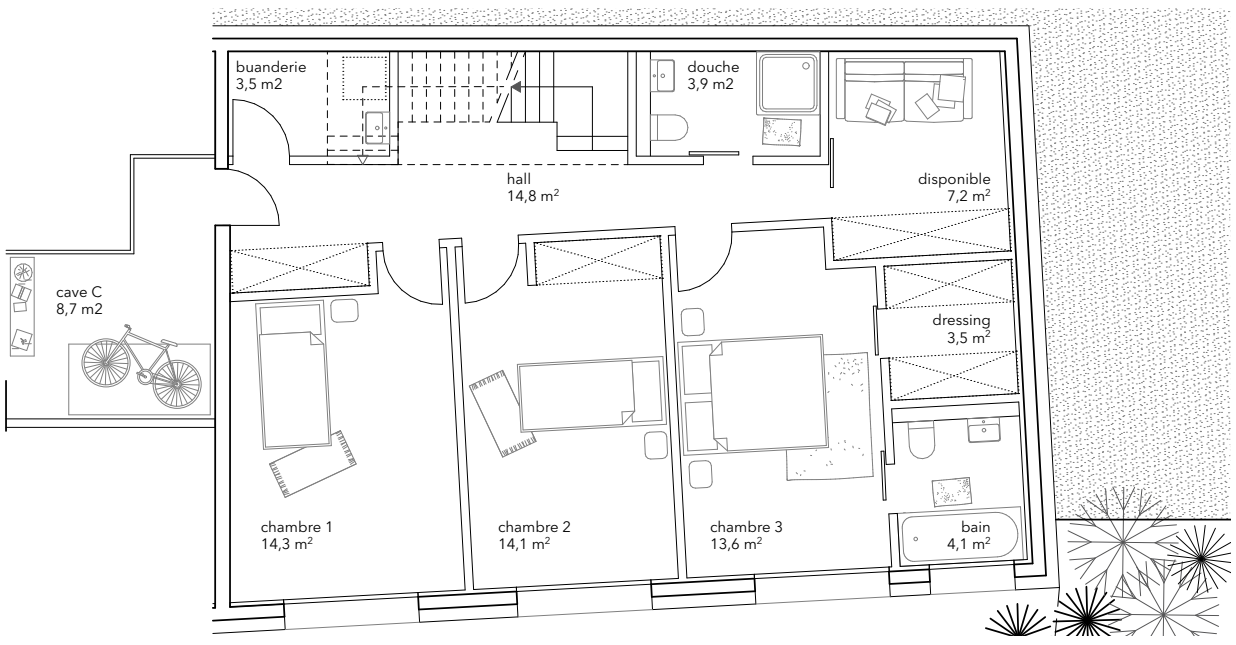 buanderie
3,5 m2
douche
3,9 m2
hall
14,8 m²
disponible
7,2 m²
cave C
8,7 m2
dressing
3,5 m²
chambre 1
14,3 m²
chambre 2
14,1 m²
chambre 3
13,6 m²
bain
4,1 m²